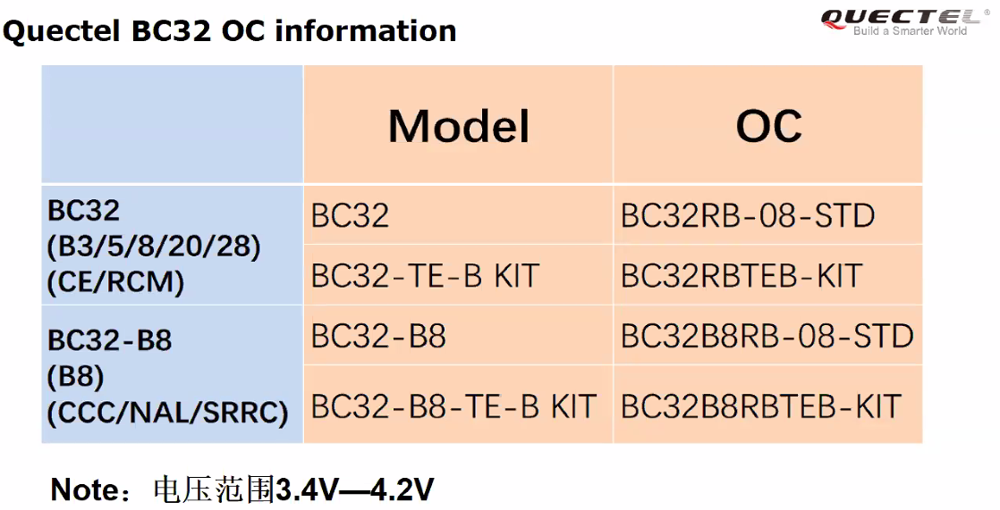 Quectel BC32 OC information
QUECTEL®
Build a Smarter World
Model OC
BC32
(B3/5/8/20/28)
(CE/RCM)
BC32 BC32RB-08-STD
BC32-TE-B KIT BC32RBTEB-KIT
BC32-B8
(B8)
(CCC/NAL/SRRC)
BC32-B8 BC32B8RB-08-STD
BC32-B8-TE-B KIT BC32B8RBTEB-KIT
Note：电压范围3.4V—4.2V